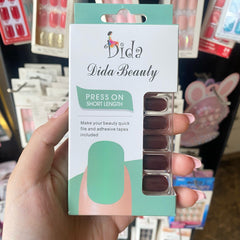 Dida
Dida Beauty
PRESS ON
SHORT LENGTH
Make your beauty quick
file and adhesive tapes
included